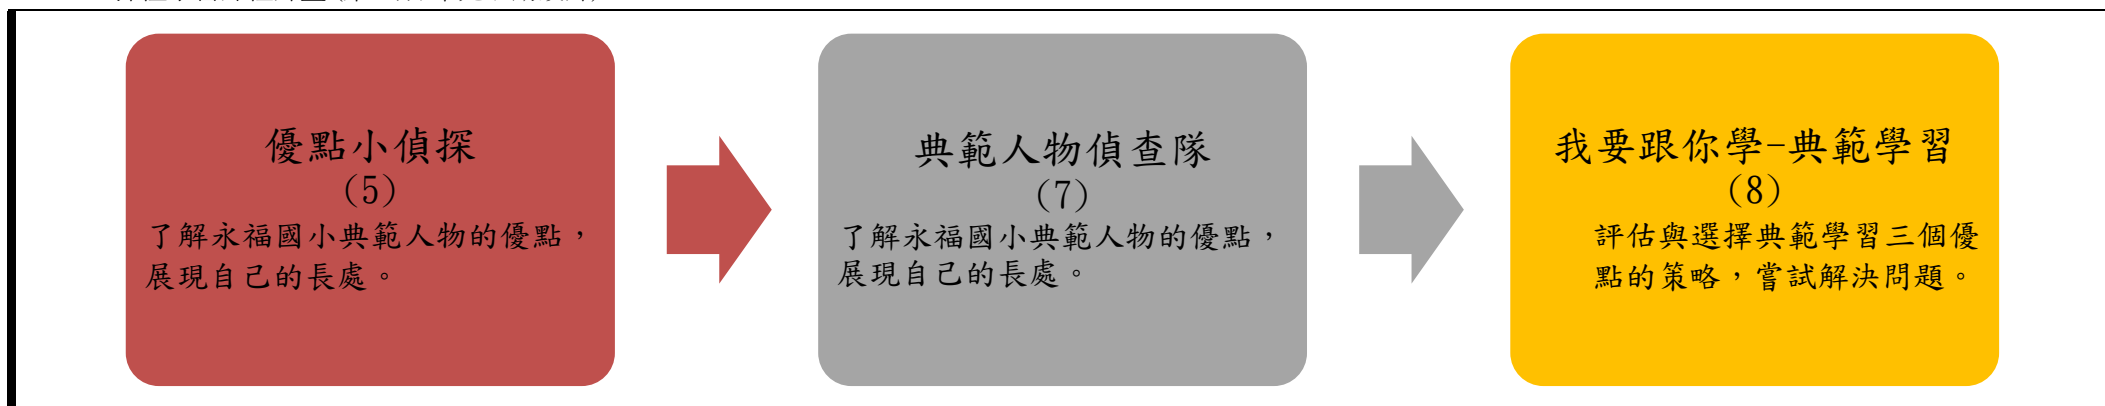 優點小偵探
(5)
了解永福國小典範人物的優點，
展現自己的長處。
典範人物偵查隊
(7)
了解永福國小典範人物的優點，
展現自己的長處。
我要跟你學-典範學習
(8)
評估與選擇典範學習三個優
點的策略，嘗試解決問題。